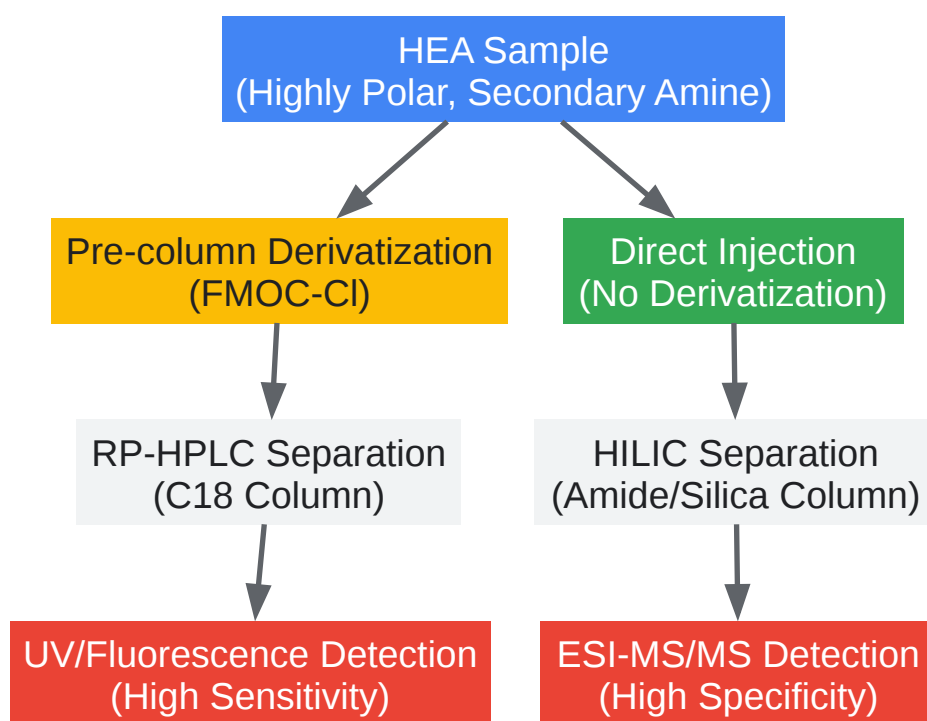 HEA Sample
(Highly Polar, Secondary Amine)
Pre-column Derivatization
(FMOC-Cl)
Direct Injection
(No Derivatization)
RP-HPLC Separation
(C18 Column)
HILIC Separation
(Amide/Silica Column)
UV/Fluorescence Detection
(High Sensitivity)
ESI-MS/MS Detection
(High Specificity)